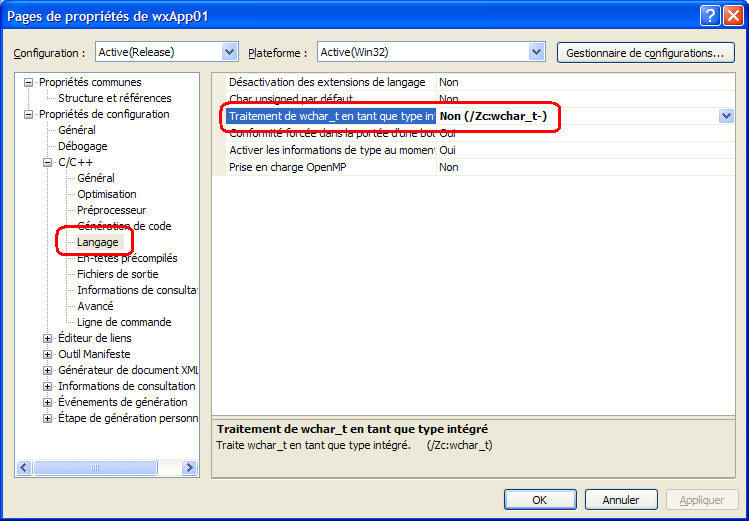 Pages de propriétés de wxApp01
Configuration : Active(Release) Plateforme : Active(Win32) Gestionnaire de configurations...
Propriétés communes
Structure et références
Propriétés de configuration
Général
Débogage
C/C++
Général
Optimisation
Préprocesseur
Génération de code
Langage
En-têtes précompilés
Fichiers de sortie
Informations de consulta
Avancé
Ligne de commande
Éditeur de liens
Outil Manifeste
Générateur de document XML
Informations de consultation
Événements de génération
Étape de génération personn
Désactivation des extensions de langage Non
Char unsigned par défaut Non
Traitement de wchar_t en tant que type int Non (/Zc:wchar_t-)
Conformité forcée dans la portée d'une bou Oui
Activer les informations de type au moment Oui
Prise en charge OpenMP Non
Traitement de wchar_t en tant que type intégré
Traite wchar_t en tant que type intégré. (/Zc:wchar_t)
OK Annuler Appliquer